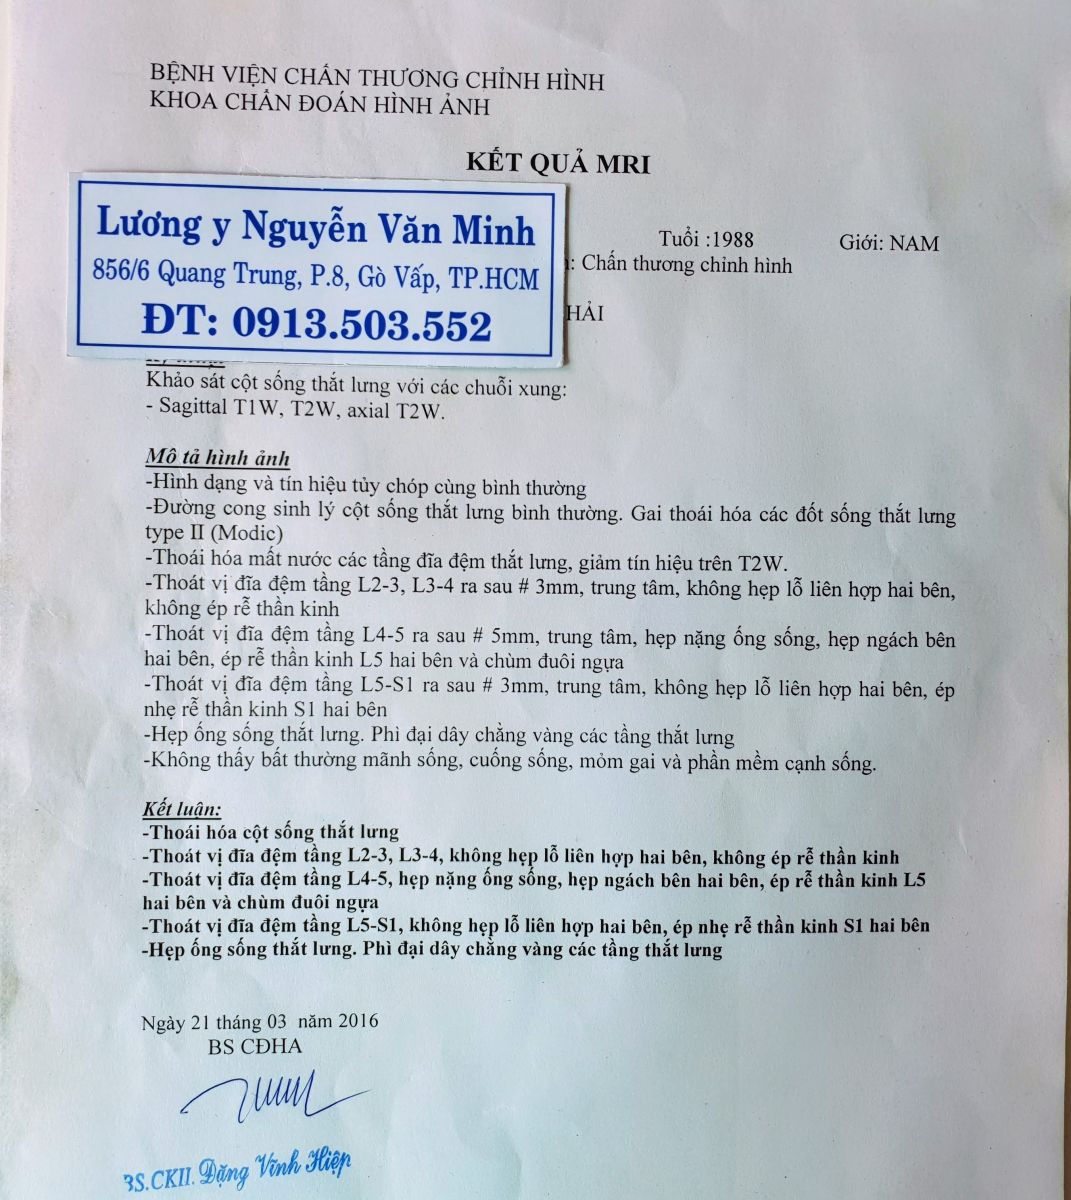 BỆNH VIỆN CHẤN THƯƠNG CHỈNH HÌNH
KHOA CHẨN ĐOÁN HÌNH ẢNH
KẾT QUẢ MRI
Lương y Nguyễn Văn Minh
856/6 Quang Trung, P.8, Gò Vấp, TP.HCM
ĐT: 0913.503.552
Tuổi :1988 Giới: NAM
: Chấn thương chỉnh hình
HẢI
Khảo sát cột sống thắt lưng với các chuỗi xung:
- Sagittal T1W, T2W, axial T2W.
Mô tả hình ảnh
-Hình dạng và tín hiệu tủy chóp cùng bình thường
-Đường cong sinh lý cột sống thắt lưng bình thường. Gai thoái hóa các đốt sống thắt lưng
type II (Modic)
-Thoái hóa mất nước các tầng đĩa đệm thắt lưng, giảm tín hiệu trên T2W.
-Thoát vị đĩa đệm tầng L2-3, L3-4 ra sau # 3mm, trung tâm, không hẹp lỗ liên hợp hai bên,
không ép rễ thần kinh
-Thoát vị đĩa đệm tầng L4-5 ra sau # 5mm, trung tâm, hẹp nặng ống sống, hẹp ngách bên
hai bên, ép rễ thần kinh L5 hai bên và chùm đuôi ngựa
-Thoát vị đĩa đệm tầng L5-S1 ra sau # 3mm, trung tâm, không hẹp lỗ liên hợp hai bên, ép
nhẹ rễ thần kinh S1 hai bên
-Hẹp ống sống thắt lưng. Phì đại dây chằng vàng các tầng thắt lưng
-Không thấy bất thường mãnh sống, cuống sống, mỏm gai và phần mềm cạnh sống.
Kết luận:
-Thoái hóa cột sống thắt lưng
-Thoát vị đĩa đệm tầng L2-3, L3-4, không hẹp lỗ liên hợp hai bên, không ép rễ thần kinh
-Thoát vị đĩa đệm tầng L4-5, hẹp nặng ống sống, hẹp ngách bên hai bên, ép rễ thần kinh L5
hai bên và chùm đuôi ngựa
-Thoát vị đĩa đệm tầng L5-S1, không hẹp lỗ liên hợp hai bên, ép nhẹ rễ thần kinh S1 hai bên
-Hẹp ống sống thắt lưng. Phì đại dây chằng vàng các tầng thắt lưng
Ngày 21 tháng 03 năm 2016
BS CĐHA
BS.CKII. Đặng Vĩnh Hiệp